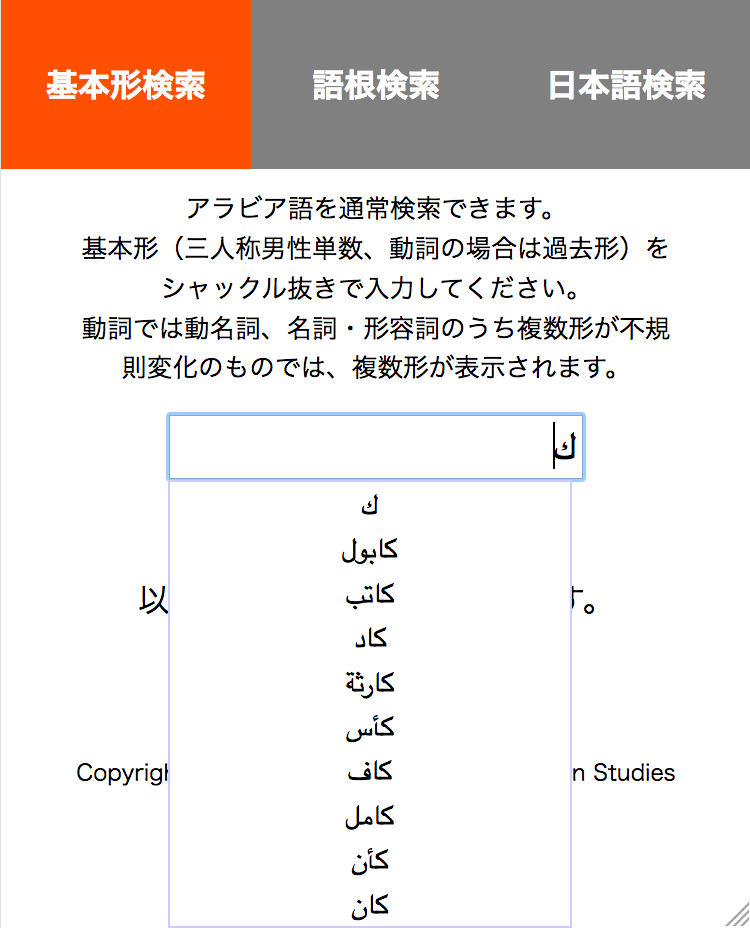 基本形検索
語根検索
日本語検索
アラビア語を通常検索できます。
基本形（三人称男性単数、動詞の場合は過去形）を
シャックル抜きで入力してください。
動詞では動名詞、名詞・形容詞のうち複数形が不規
則変化のものでは、複数形が表示されます。
ك
ك
كابول
كاتب
كاد
كارثة
كأس
كاف
كامل
كأن
كان
以 す。
Copyright Studies